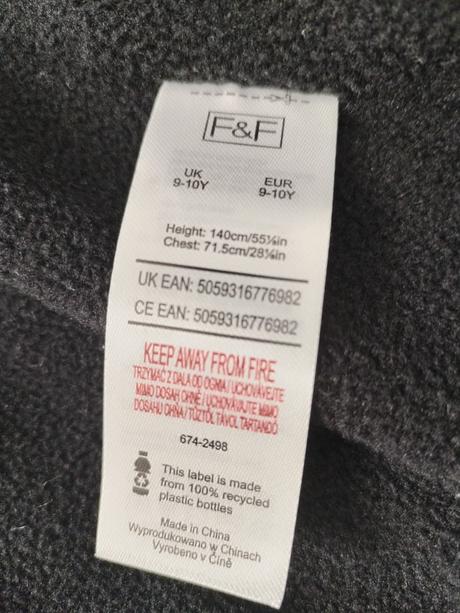 F&F
UK
9-10Y
EUR
9-10Y
Height: 140cm/55¼in
Chest: 71.5cm/28¼in
UK EAN: 5059316776982
CE EAN: 5059316776982
KEEP AWAY FROM FIRE
TRZYMAĆ Z DALA OD OGNIA/UCHOVÁVEJTE
MIMO DOSAH OHNĚ/UCHOVÁVAJTE MIMO
DOSAHU OHŇA/TŰZTŐL TÁVOL TARTANDÓ
674-2498
This label is made
from 100% recycled
plastic bottles
Made in China
Wyprodukowano w Chinach
Vyrobeno v Číně